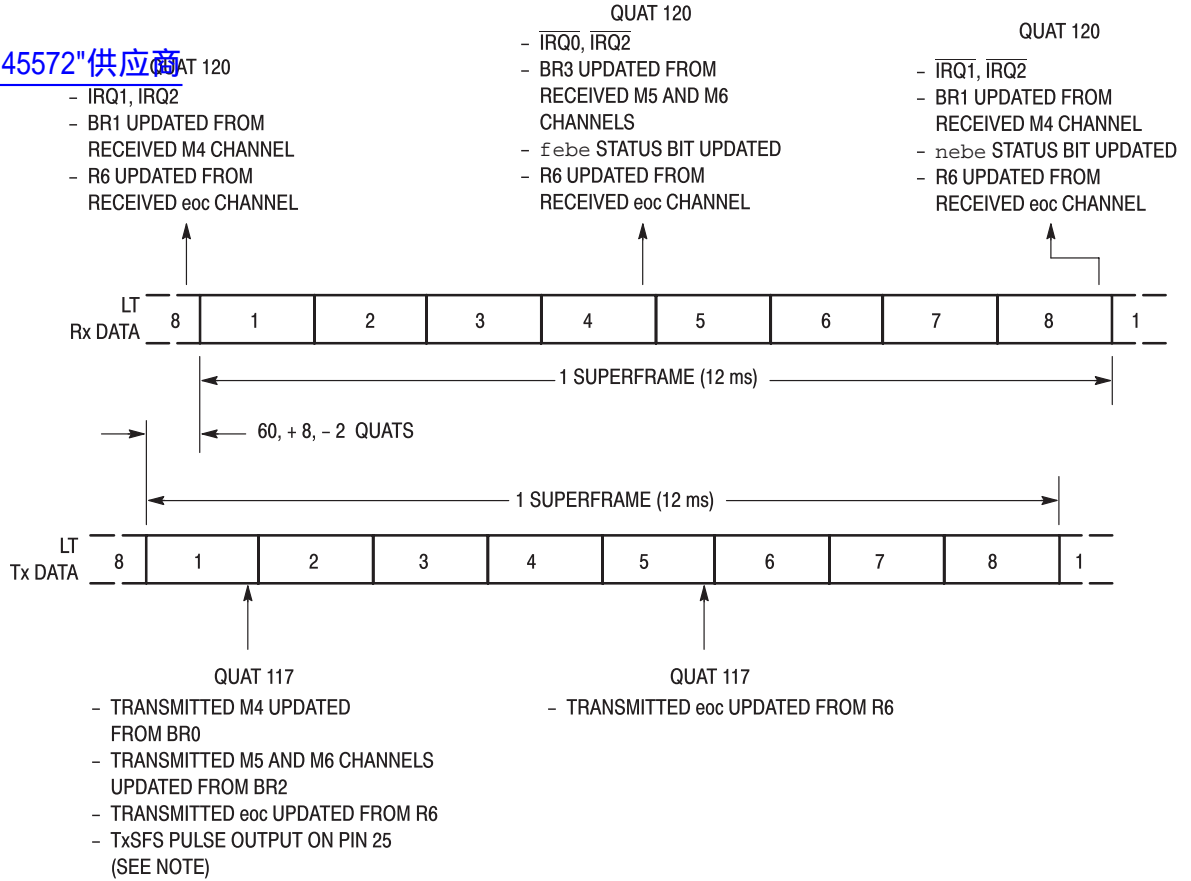 45572"供应商
QUAT 120
– IRQ1, IRQ2
– BR1 UPDATED FROM
RECEIVED M4 CHANNEL
– R6 UPDATED FROM
RECEIVED eoc CHANNEL
QUAT 120
– IRQ0, IRQ2
– BR3 UPDATED FROM
RECEIVED M5 AND M6
CHANNELS
– febe STATUS BIT UPDATED
– R6 UPDATED FROM
RECEIVED eoc CHANNEL
QUAT 120
– IRQ1, IRQ2
– BR1 UPDATED FROM
RECEIVED M4 CHANNEL
– nebe STATUS BIT UPDATED
– R6 UPDATED FROM
RECEIVED eoc CHANNEL
LT
Rx DATA
8 1 2 3 4 5 6 7 8 1
1 SUPERFRAME (12 ms)
60, + 8, – 2 QUATS
1 SUPERFRAME (12 ms)
LT
Tx DATA
8 1 2 3 4 5 6 7 8 1
QUAT 117
– TRANSMITTED M4 UPDATED
FROM BR0
– TRANSMITTED M5 AND M6 CHANNELS
UPDATED FROM BR2
– TRANSMITTED eoc UPDATED FROM R6
– TxSFS PULSE OUTPUT ON PIN 25
(SEE NOTE)
QUAT 117
– TRANSMITTED eoc UPDATED FROM R6